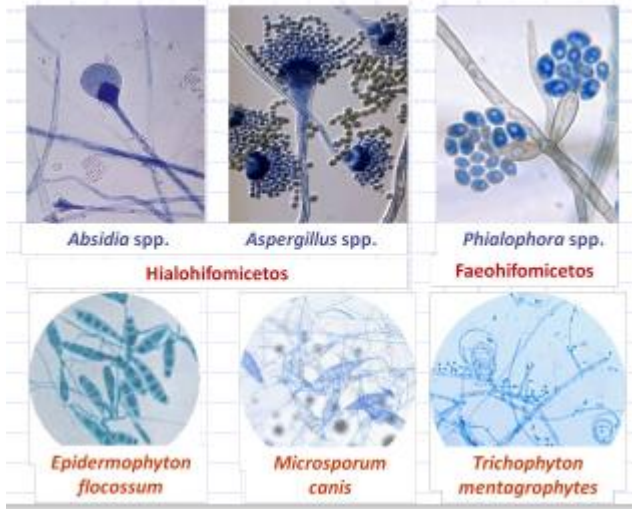 Absidia spp.
Aspergillus spp.
Phialophora spp.
Hialohifomicetos
Faeohifomicetos
Epidermophyton
flocossum
Microsporum
canis
Trichophyton
mentagrophytes